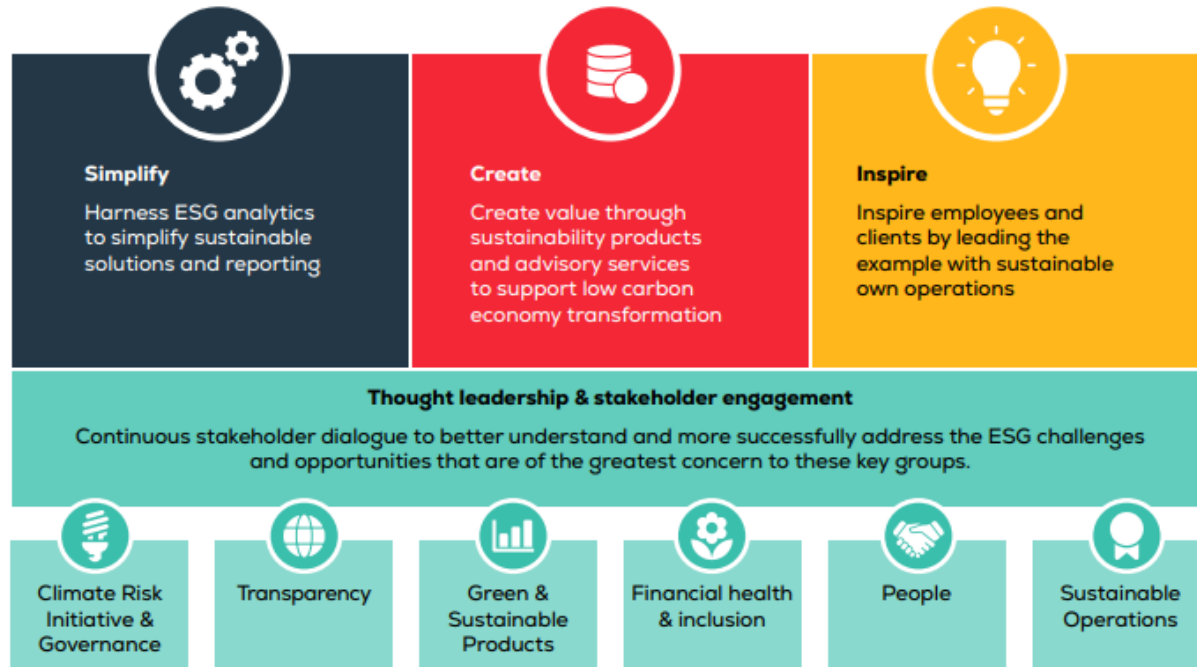 Simplify
Harness ESG analytics
to simplify sustainable
solutions and reporting
Create
Create value through
sustainability products
and advisory services
to support low carbon
economy transformation
Inspire
Inspire employees and
clients by leading the
example with sustainable
own operations
Thought leadership & stakeholder engagement
Continuous stakeholder dialogue to better understand and more successfully address the ESG challenges
and opportunities that are of the greatest concern to these key groups.
Climate Risk
Initiative &
Governance
Transparency
Green &
Sustainable
Products
Financial health
& inclusion
People
Sustainable
Operations